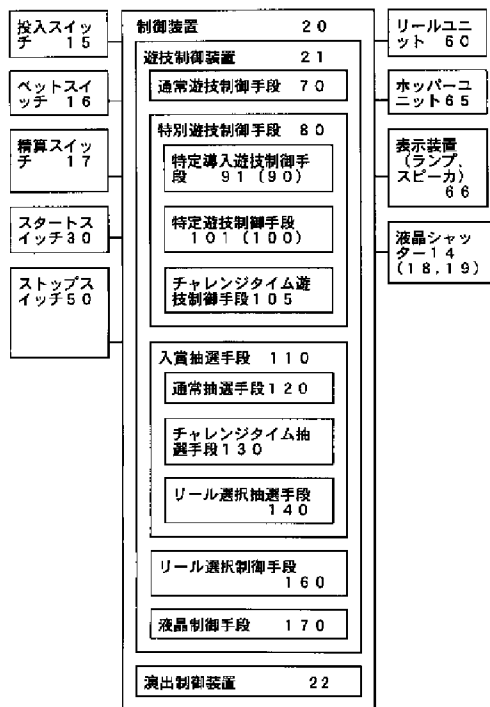 投入スイッ
チ 15
ベットスイ
ッチ 16
精算スイッ
チ 17
スタートス
イッチ30
ストップス
イッチ50
制御装置 20
遊技制御装置 21
通常遊技制御手段 70
特別遊技制御手段 80
特定導入遊技制御手
段 91(90)
特定遊技制御手段
101(100)
チャレンジタイム遊
技制御手段105
入賞抽選手段 110
通常抽選手段120
チャレンジタイム抽
選手段130
リール選択抽選手段
140
リール選択制御手段
160
液晶制御手段 170
演出制御装置 22
リールユニ
ット 60
ホッパーユ
ニット65
表示装置
(ランプ、
スピーカ)
66
液晶シャッ
ター14
(18,19)